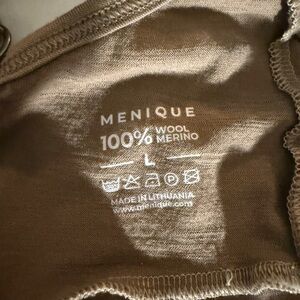 MENIQUE
100% WOOL MERINO
L
MADE IN LITHUANIA
www.menique.com